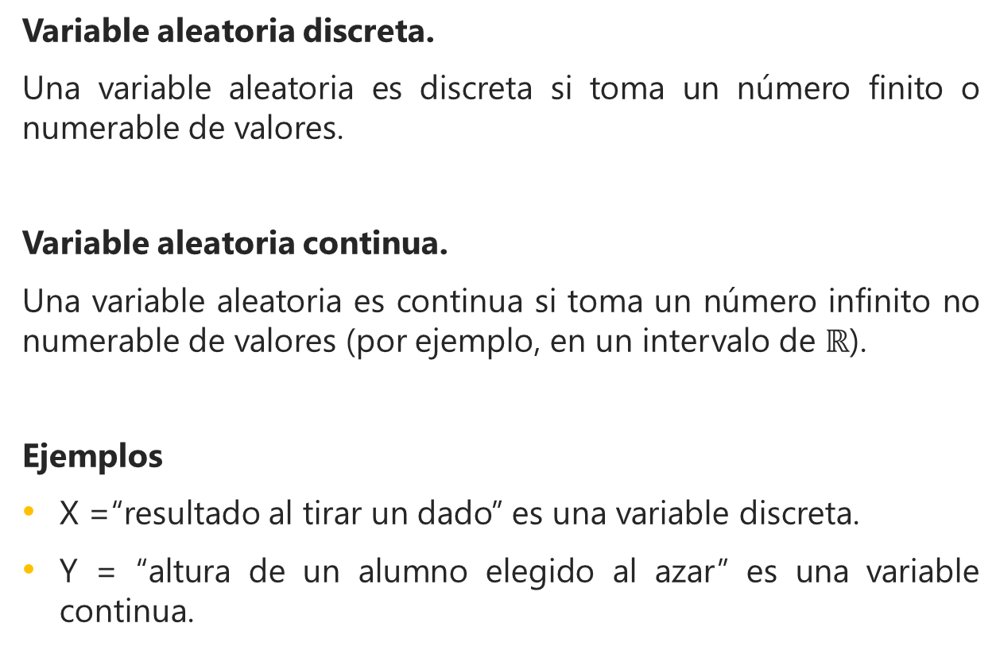 Variable aleatoria discreta.
Una variable aleatoria es discreta si toma un número finito o
numerable de valores.
Variable aleatoria continua.
Una variable aleatoria es continua si toma un número infinito no
numerable de valores (por ejemplo, en un intervalo de ℝ).
Ejemplos
• X =“resultado al tirar un dado” es una variable discreta.
• Y = “altura de un alumno elegido al azar” es una variable
continua.